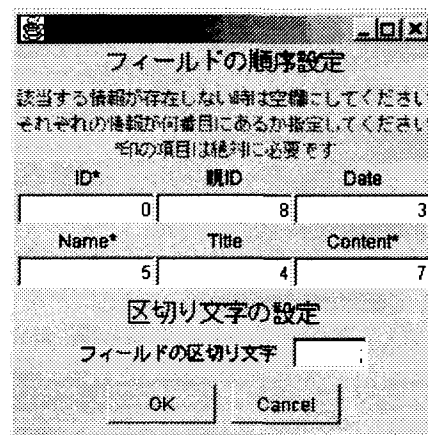 フィールドの順序設定
該当する情報が存在しない時は空欄にしてください
それぞれの情報が何番目にあるか指定してください
*印の項目は絶対に必要です
ID* 親ID Date
0 8 3
Name* Title Content*
5 4 7
区切り文字の設定
フィールドの区切り文字
OK Cancel